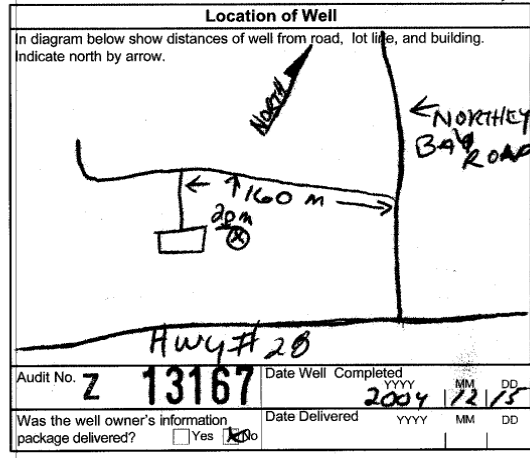 Location of Well
In diagram below show distances of well from road, lot line, and building.
Indicate north by arrow.
NORTH
NORTHEY
BAY
ROAD
160 M
20 m
HWY # 28
Audit No. Z 13167
Date Well Completed
YYYY MM DD
2004 12 15
Was the well owner's information
package delivered? Yes No
Date Delivered YYYY MM DD